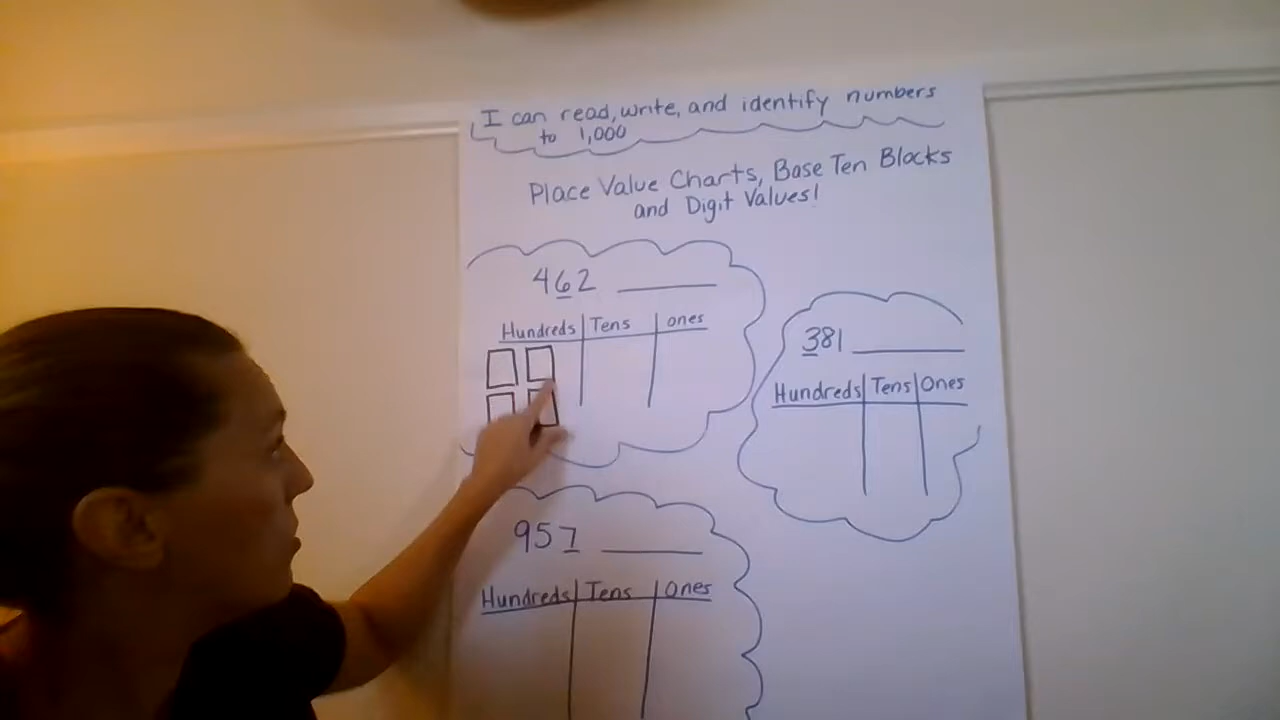 I can read, write, and identify numbers
to 1,000
Place Value Charts, Base Ten Blocks
and Digit Values!
462
Hundreds Tens ones
381
Hundreds Tens Ones
957
Hundreds Tens Ones